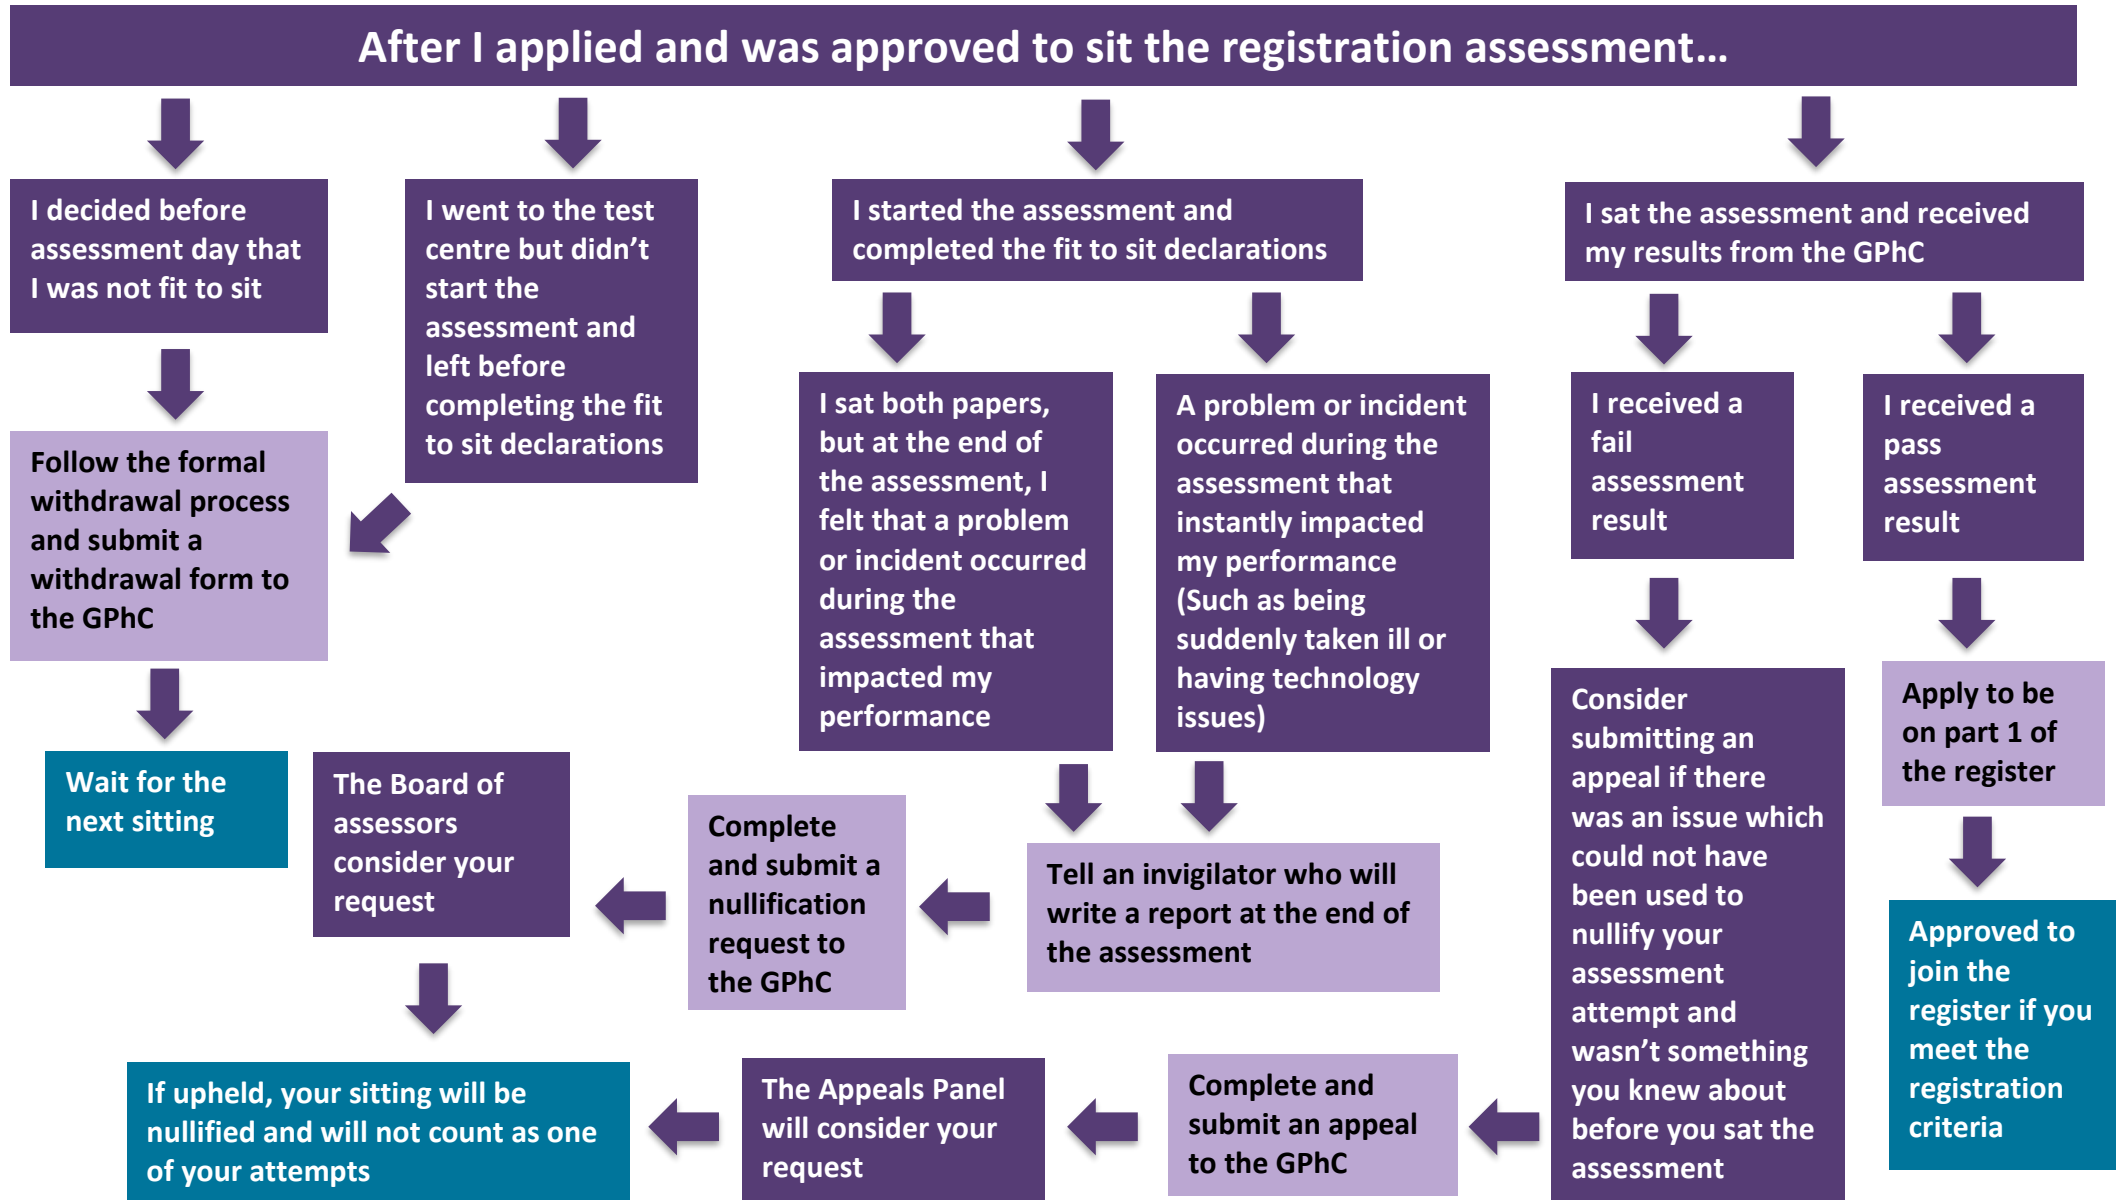 After I applied and was approved to sit the registration assessment…
I decided before
assessment day that
I was not fit to sit
Follow the formal
withdrawal process
and submit a
withdrawal form to
the GPhC
Wait for the
next sitting
I went to the test
centre but didn’t
start the
assessment and
left before
completing the fit
to sit declarations
I started the assessment and
completed the fit to sit declarations
I sat both papers,
but at the end of
the assessment, I
felt that a problem
or incident occurred
during the
assessment that
impacted my
performance
A problem or incident
occurred during the
assessment that
instantly impacted
my performance
(Such as being
suddenly taken ill or
having technology
issues)
Tell an invigilator who will
write a report at the end of
the assessment
Complete
and submit a
nullification
request to
the GPhC
The Board of
assessors
consider your
request
If upheld, your sitting will be
nullified and will not count as one
of your attempts
I sat the assessment and received
my results from the GPhC
I received a
fail
assessment
result
Consider
submitting an
appeal if there
was an issue which
could not have
been used to
nullify your
assessment
attempt and
wasn’t something
you knew about
before you sat the
assessment
Complete and
submit an appeal
to the GPhC
The Appeals Panel
will consider your
request
I received a
pass
assessment
result
Apply to be
on part 1 of
the register
Approved to
join the
register if you
meet the
registration
criteria